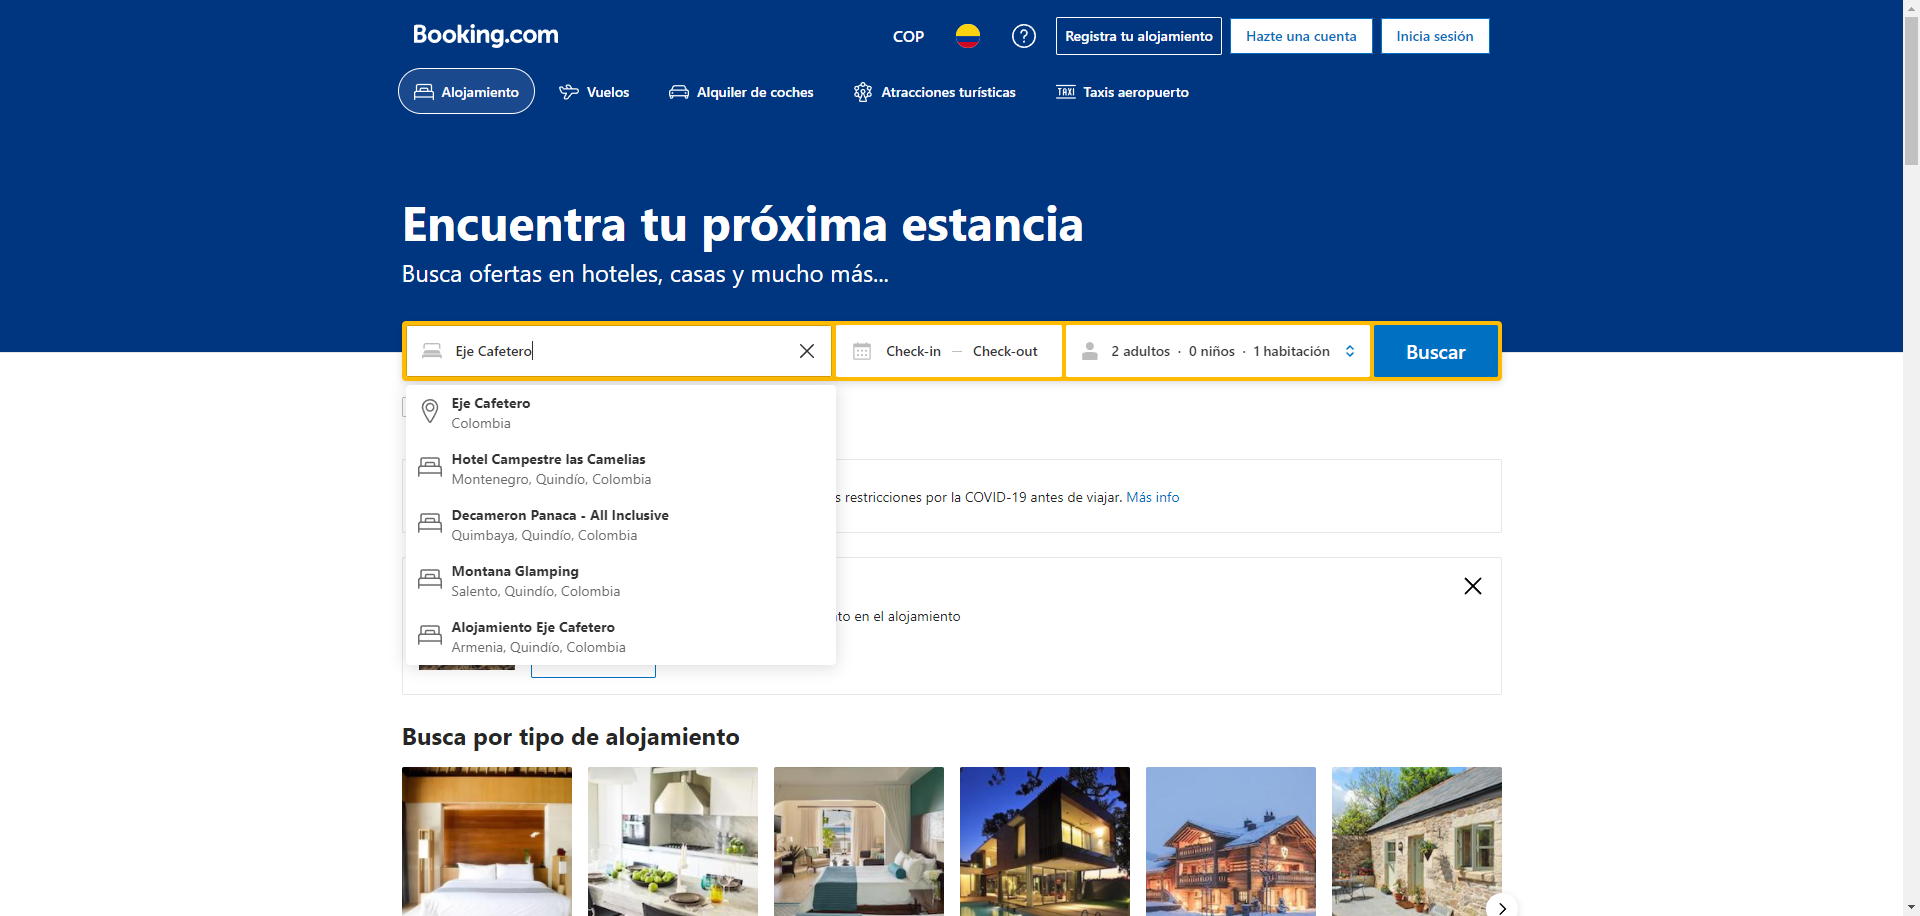 Booking.com
COP
Registra tu alojamiento
Hazte una cuenta
Inicia sesión
Alojamiento
Vuelos
Alquiler de coches
Atracciones turísticas
TAXI
Taxis aeropuerto
Encuentra tu próxima estancia
Busca ofertas en hoteles, casas y mucho más...
Eje Cafetero
Check-in — Check-out
2 adultos · 0 niños · 1 habitación
Buscar
Eje Cafetero
Colombia
Hotel Campestre las Camelias
Montenegro, Quindío, Colombia
Decameron Panaca - All Inclusive
Quimbaya, Quindío, Colombia
Montana Glamping
Salento, Quindío, Colombia
Alojamiento Eje Cafetero
Armenia, Quindío, Colombia
restricciones por la COVID-19 antes de viajar. Más info
en el alojamiento
Busca por tipo de alojamiento